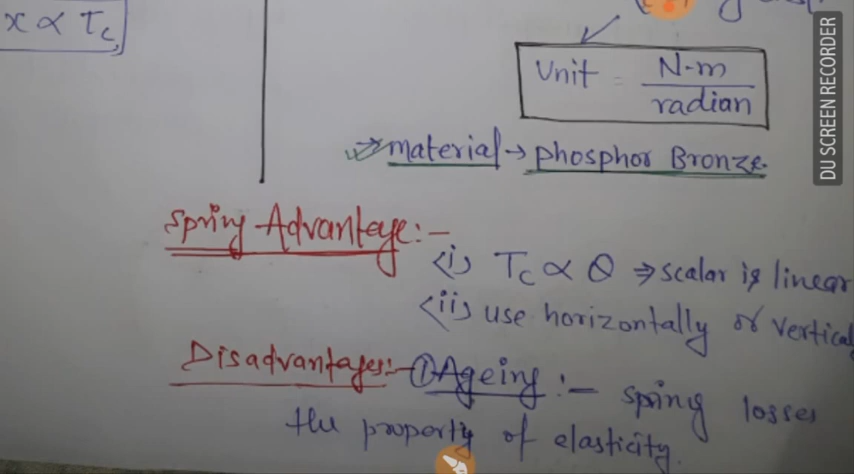 x ∝ Tc
Unit = N-m / radian
material → phosphor Bronze.
Spring Advantage:-
(i) Tc ∝ θ ⇒ scalar is linear
(ii) use horizontally or vertical
Disadvantages:- ① Ageing :- spring losses
the property of elasticity.
DU SCREEN RECORDER